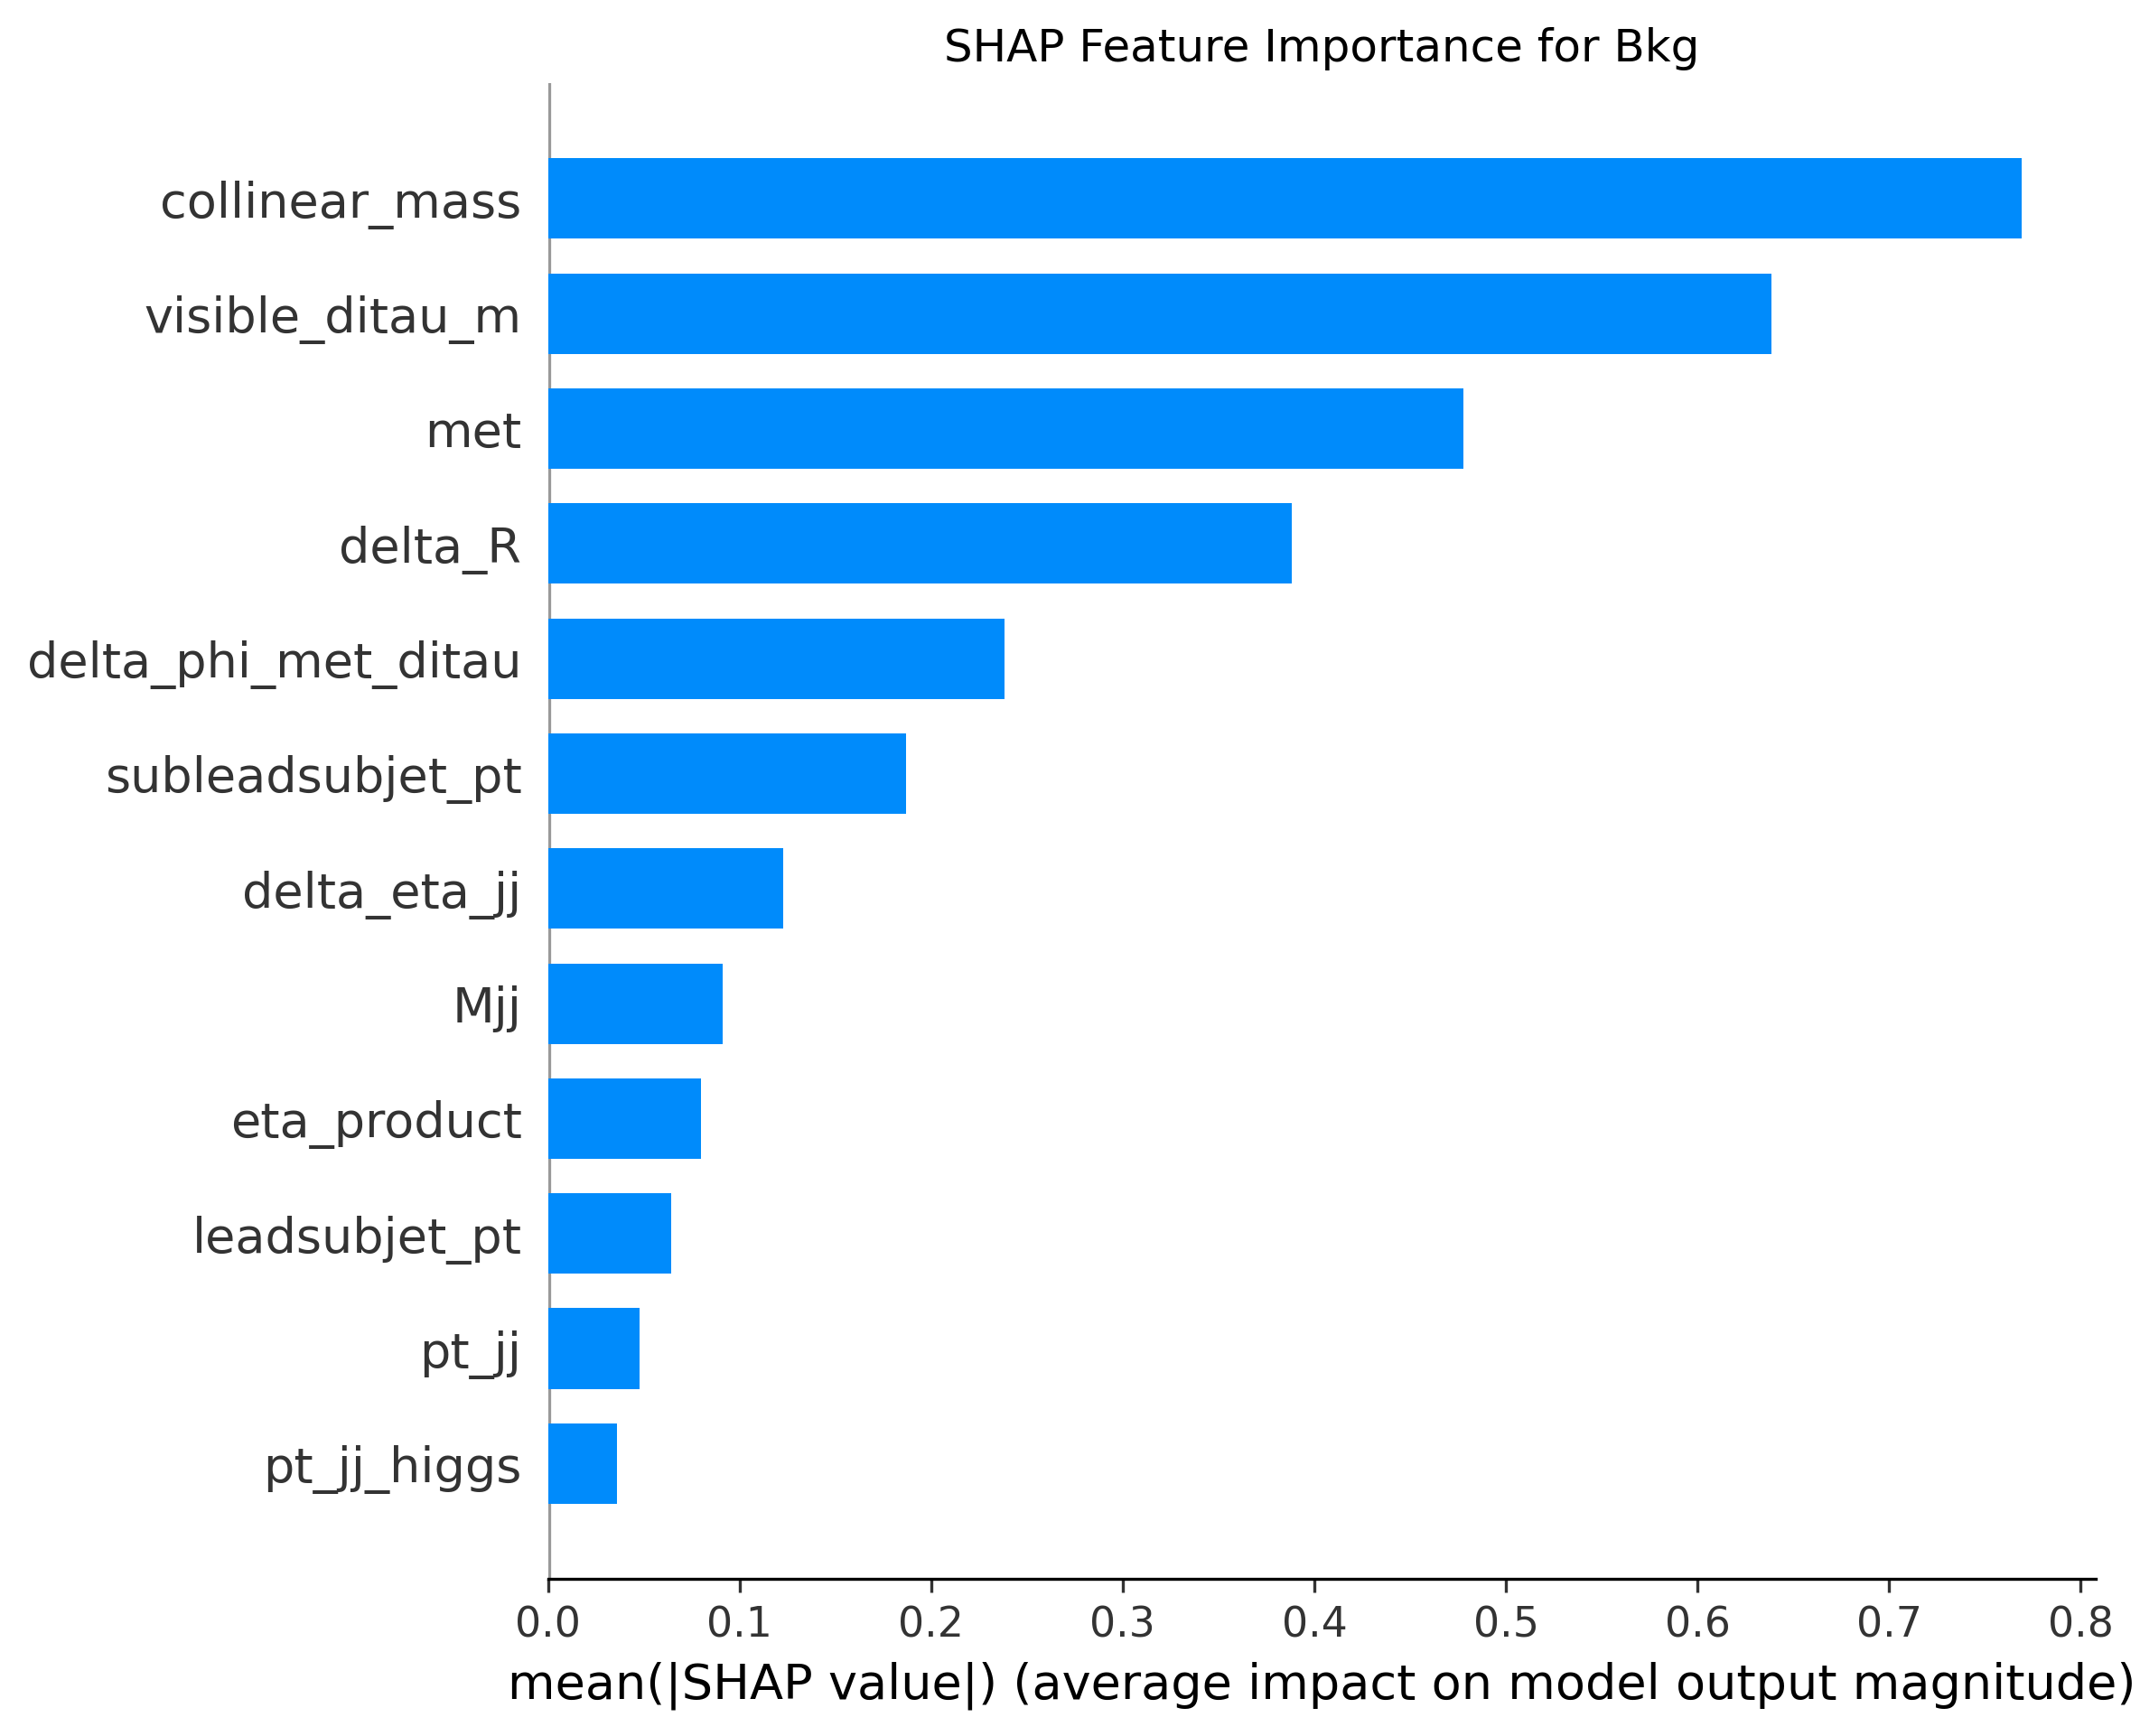 SHAP Feature Importance for Bkg
collinear_mass
visible_ditau_m
met
delta_R
delta_phi_met_ditau
subleadsubjet_pt
delta_eta_jj
Mjj
eta_product
leadsubjet_pt
pt_jj
pt_jj_higgs
0.0 0.1 0.2 0.3 0.4 0.5 0.6 0.7 0.8
mean(|SHAP value|) (average impact on model output magnitude)